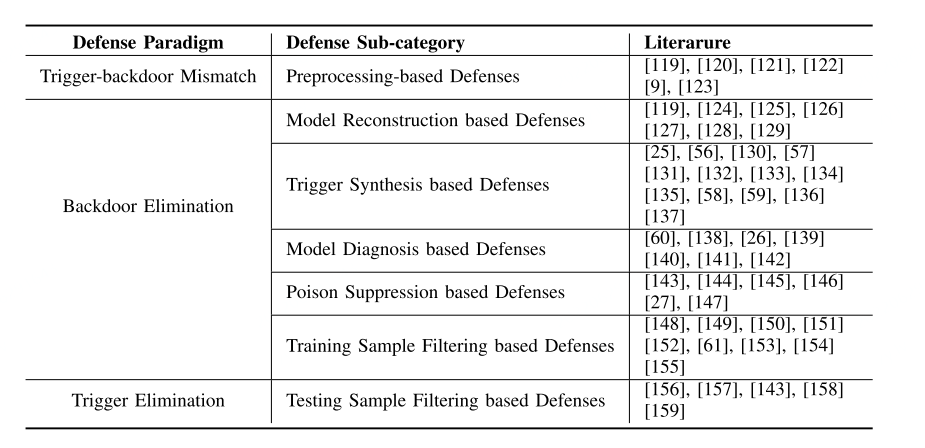 Defense Paradigm Defense Sub-category Literarure
Trigger-backdoor Mismatch Preprocessing-based Defenses [119], [120], [121], [122]
[9], [123]
Backdoor Elimination Model Reconstruction based Defenses [119], [124], [125], [126]
[127], [128], [129]
Trigger Synthesis based Defenses [25], [56], [130], [57]
[131], [132], [133], [134]
[135], [58], [59], [136]
[137]
Model Diagnosis based Defenses [60], [138], [26], [139]
[140], [141], [142]
Poison Suppression based Defenses [143], [144], [145], [146]
[27], [147]
Training Sample Filtering based Defenses [148], [149], [150], [151]
[152], [61], [153], [154]
[155]
Trigger Elimination Testing Sample Filtering based Defenses [156], [157], [143], [158]
[159]